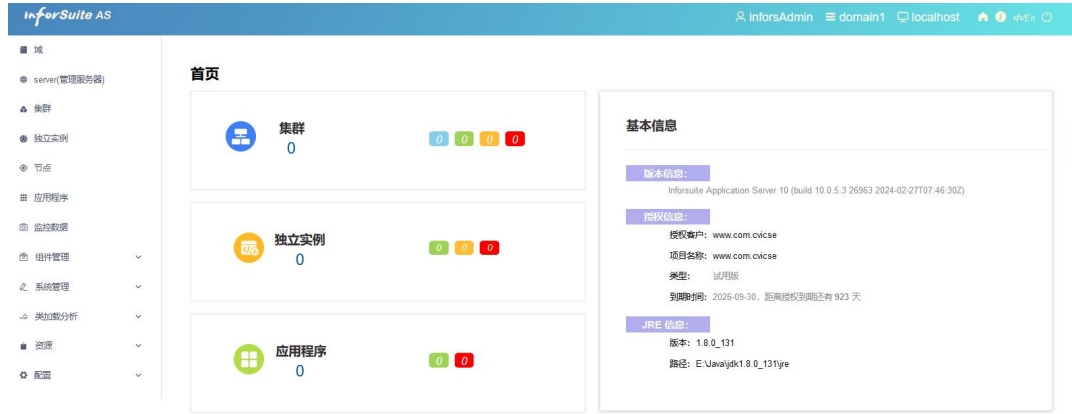 InforSuite AS
InforsAdmin domain1 localhost 中/En
域
server(管理服务器)
集群
独立实例
节点
应用程序
监控数据
组件管理
系统管理
类加载分析
资源
配置
首页
集群
0
0 0 0 0
独立实例
0
0 0 0
应用程序
0
0 0
基本信息
版本信息:
Inforsuite Application Server 10 (build 10.0.5.3 26963 2024-02-27T07:46:30Z)
授权信息:
授权客户: www.com.cvicse
项目名称: www.com.cvicse
类型: 试用版
到期时间: 2026-09-30, 距离授权到期还有 923 天
JRE 信息:
版本: 1.8.0_131
路径: E:\Java\jdk1.8.0_131\jre